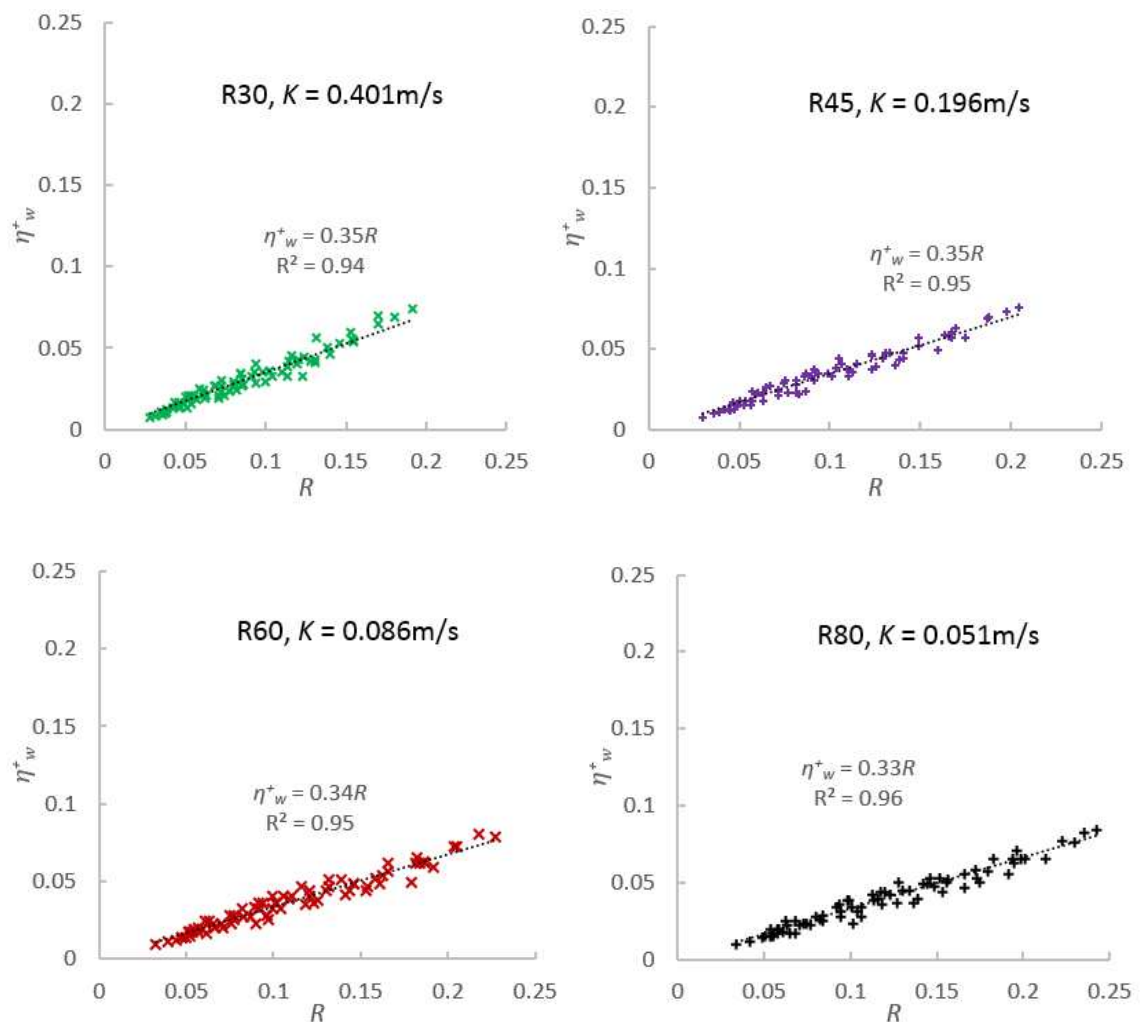 0.25
0.2
0.15
0.1
0.05
0
η⁺w
R30, K = 0.401m/s
η⁺w = 0.35R
R² = 0.94
0 0.05 0.1 0.15 0.2 0.25
R
0.25
0.2
0.15
0.1
0.05
0
η⁺w
R45, K = 0.196m/s
η⁺w = 0.35R
R² = 0.95
0 0.05 0.1 0.15 0.2 0.25
R
0.25
0.2
0.15
0.1
0.05
0
η⁺w
R60, K = 0.086m/s
η⁺w = 0.34R
R² = 0.95
0 0.05 0.1 0.15 0.2 0.25
R
0.25
0.2
0.15
0.1
0.05
0
η⁺w
R80, K = 0.051m/s
η⁺w = 0.33R
R² = 0.96
0 0.05 0.1 0.15 0.2 0.25
R